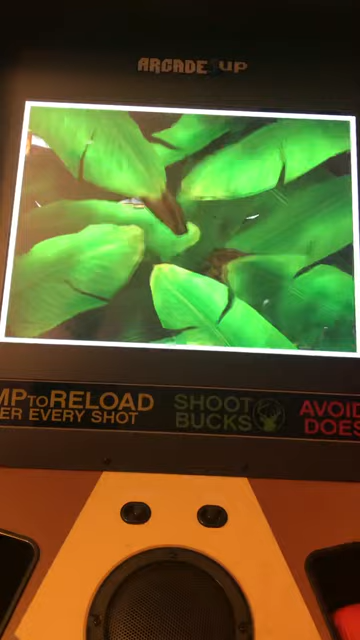 ARCADE1UP
MP TO RELOAD
ER EVERY SHOT
SHOOT
BUCKS
AVOID
DOES